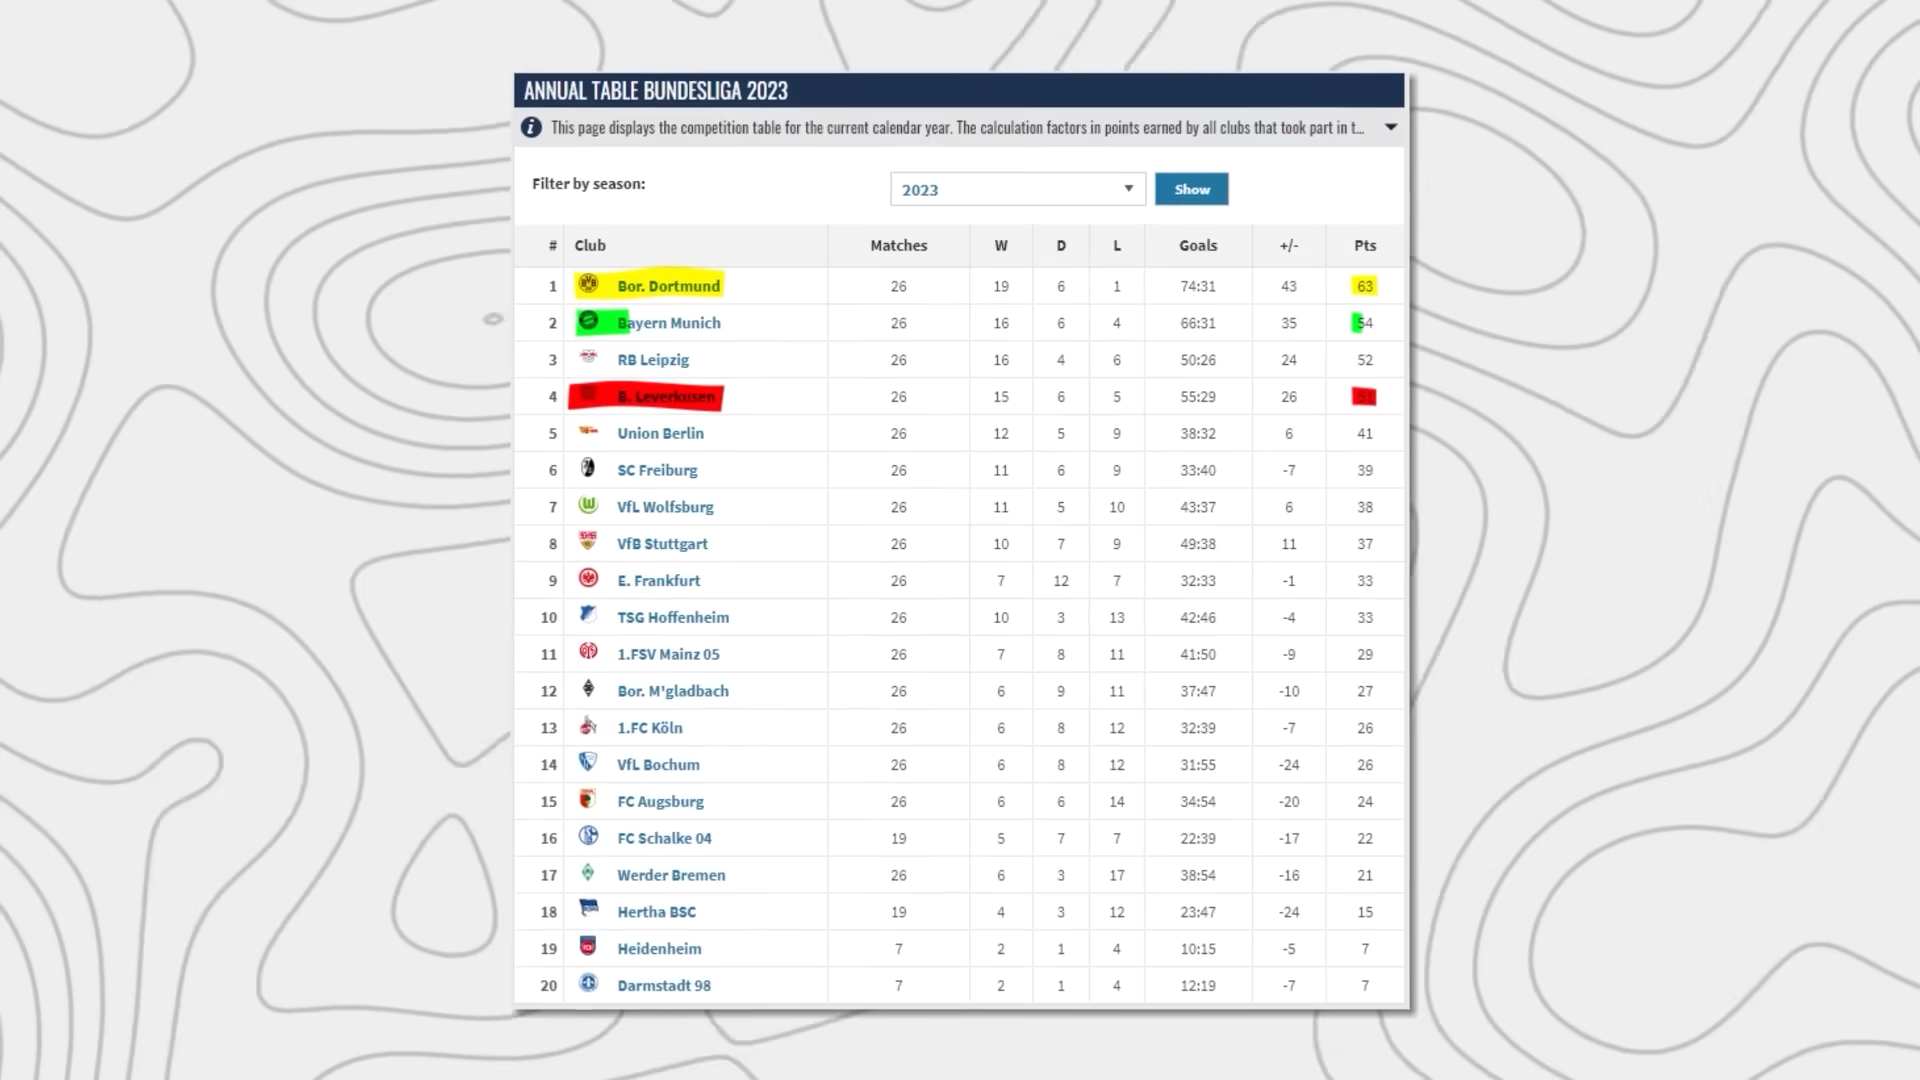 ANNUAL TABLE BUNDESLIGA 2023
This page displays the competition table for the current calendar year. The calculation factors in points earned by all clubs that took part in t...
Filter by season: 2023 Show
# Club Matches W D L Goals +/- Pts
1 Bor. Dortmund 26 19 6 1 74:31 43 63
2 Bayern Munich 26 16 6 4 66:31 35 54
3 RB Leipzig 26 16 4 6 50:26 24 52
4 B. Leverkusen 26 15 6 5 55:29 26 51
5 Union Berlin 26 12 5 9 38:32 6 41
6 SC Freiburg 26 11 6 9 33:40 -7 39
7 VfL Wolfsburg 26 11 5 10 43:37 6 38
8 VfB Stuttgart 26 10 7 9 49:38 11 37
9 E. Frankfurt 26 7 12 7 32:33 -1 33
10 TSG Hoffenheim 26 10 3 13 42:46 -4 33
11 1.FSV Mainz 05 26 7 8 11 41:50 -9 29
12 Bor. M'gladbach 26 6 9 11 37:47 -10 27
13 1.FC Köln 26 6 8 12 32:39 -7 26
14 VfL Bochum 26 6 8 12 31:55 -24 26
15 FC Augsburg 26 6 6 14 34:54 -20 24
16 FC Schalke 04 19 5 7 7 22:39 -17 22
17 Werder Bremen 26 6 3 17 38:54 -16 21
18 Hertha BSC 19 4 3 12 23:47 -24 15
19 Heidenheim 7 2 1 4 10:15 -5 7
20 Darmstadt 98 7 2 1 4 12:19 -7 7